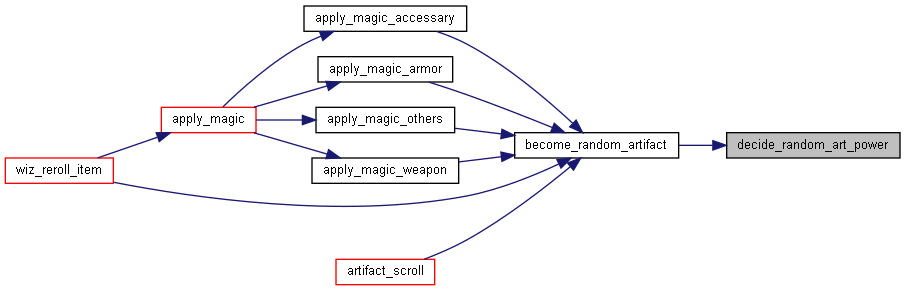 apply_magic_accessary
apply_magic_armor
apply_magic
apply_magic_others
become_random_artifact
decide_random_art_power
wiz_reroll_item
apply_magic_weapon
artifact_scroll